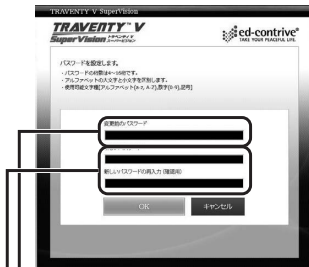 TRAVENTY V SuperVision
TRAVENTY™ V
SuperVision
ed-contrive®
TAKE YOUR PEACEFUL LIFE.
パスワードを設定します。
・パスワードの桁数は4〜16桁です。
・アルファベットの大文字と小文字を区別します。
・使用可能文字種[アルファベット[a-z, A-Z],数字[0-9],記号]
変更前のパスワード
新しいパスワードの再入力 (確認用)
OK
キャンセル